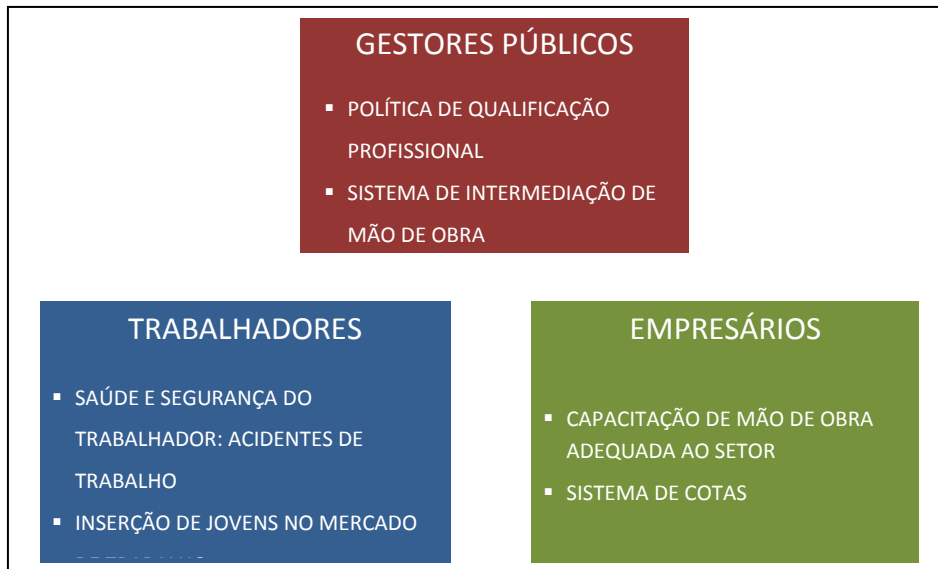 GESTORES PÚBLICOS
▪ POLÍTICA DE QUALIFICAÇÃO
PROFISSIONAL
▪ SISTEMA DE INTERMEDIAÇÃO DE
MÃO DE OBRA
TRABALHADORES
▪ SAÚDE E SEGURANÇA DO
TRABALHADOR: ACIDENTES DE
TRABALHO
▪ INSERÇÃO DE JOVENS NO MERCADO
EMPRESÁRIOS
▪ CAPACITAÇÃO DE MÃO DE OBRA
ADEQUADA AO SETOR
▪ SISTEMA DE COTAS